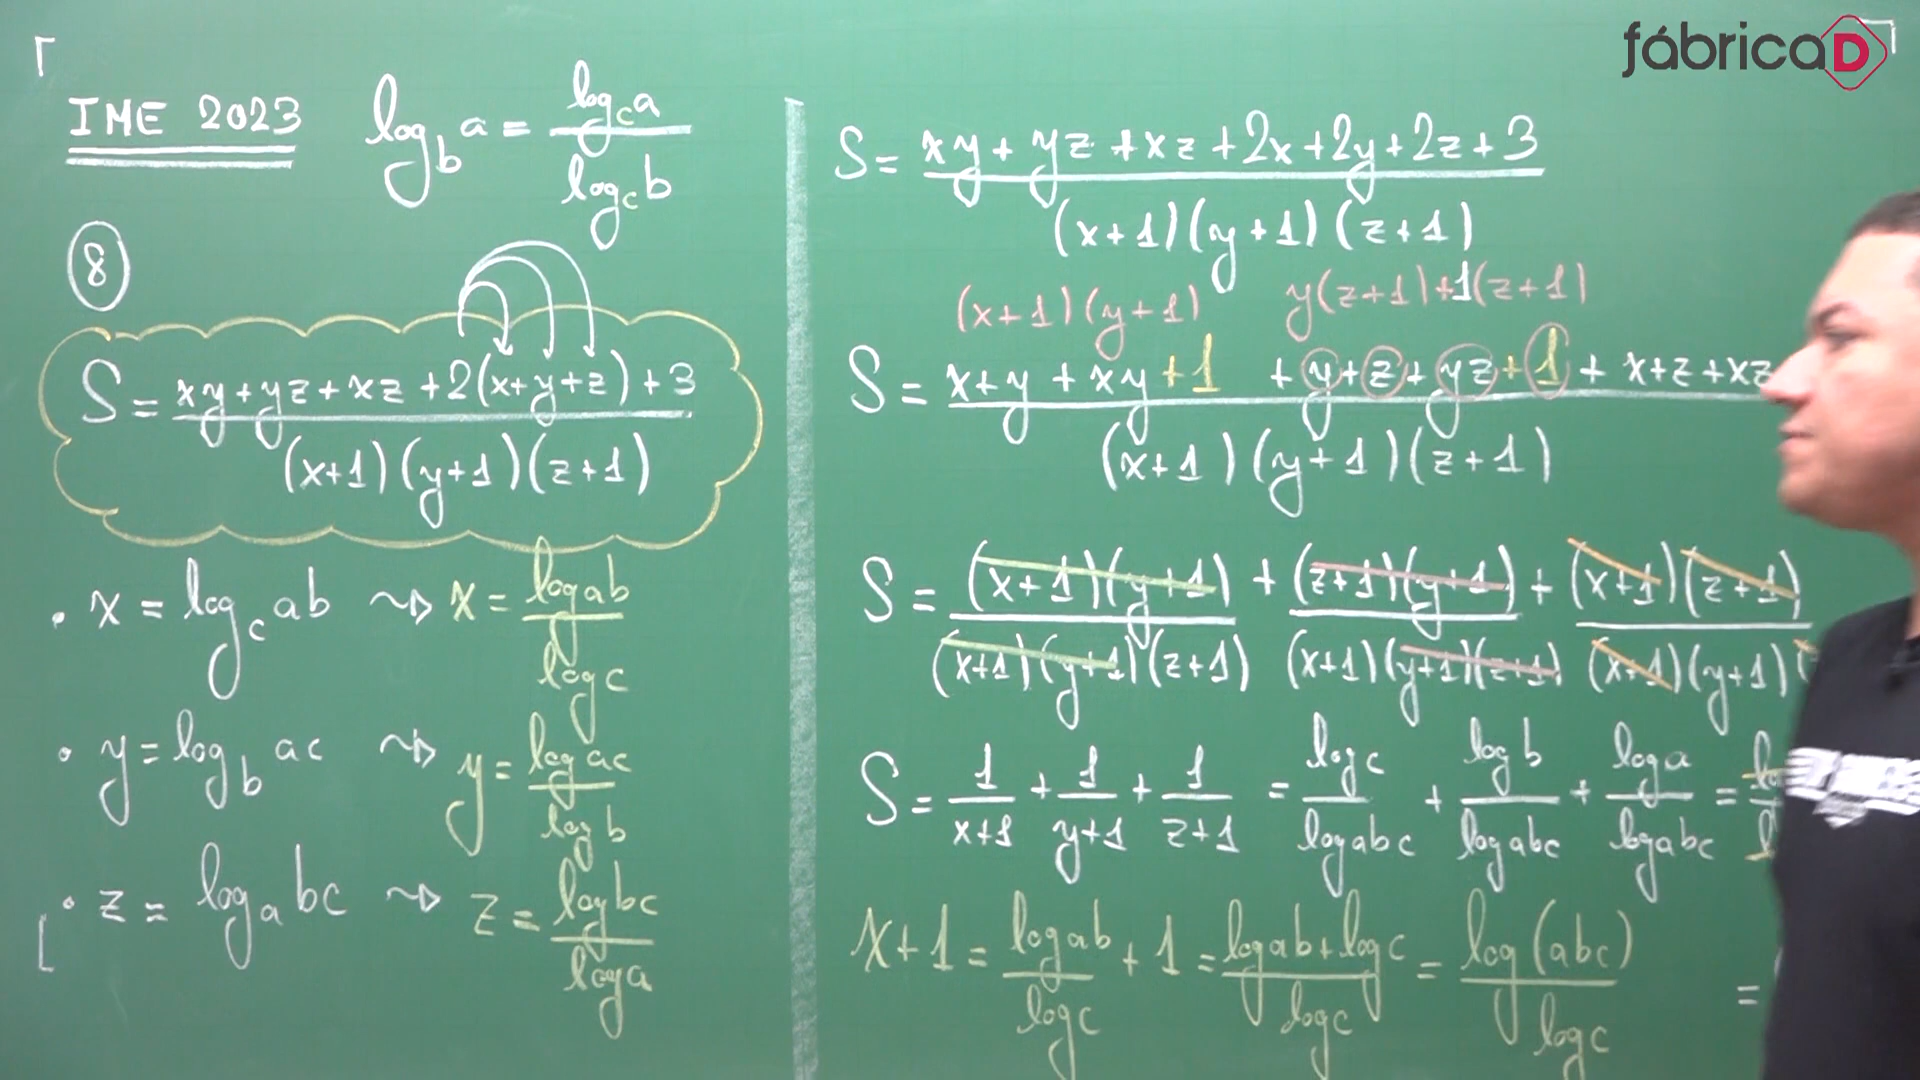 fábricaD
IME 2023
log_b a = log_c a / log_c b
8
S = xy + yz + xz + 2(x+y+z) + 3 / (x+1)(y+1)(z+1)
• x = log_c ab ⇝ x = log ab / log c
• y = log_b ac ⇝ y = log ac / log b
• z = log_a bc ⇝ z = log bc / log a
S = xy + yz + xz + 2x + 2y + 2z + 3 / (x+1)(y+1)(z+1)
(x+1)(y+1) y(z+1)+1(z+1)
S = x + y + xy + 1 + y + z + yz + 1 + x + z + xz / (x+1)(y+1)(z+1)
S = (x+1)(y+1) / (x+1)(y+1)(z+1) + (z+1)(y+1) / (x+1)(y+1)(z+1) + (x+1)(z+1) / (x+1)(y+1)
S = 1 / x+1 + 1 / y+1 + 1 / z+1 = log c / log abc + log b / log abc + log a / log abc =
x + 1 = log ab / log c + 1 = log ab + log c / log c = log (abc) / log c
=